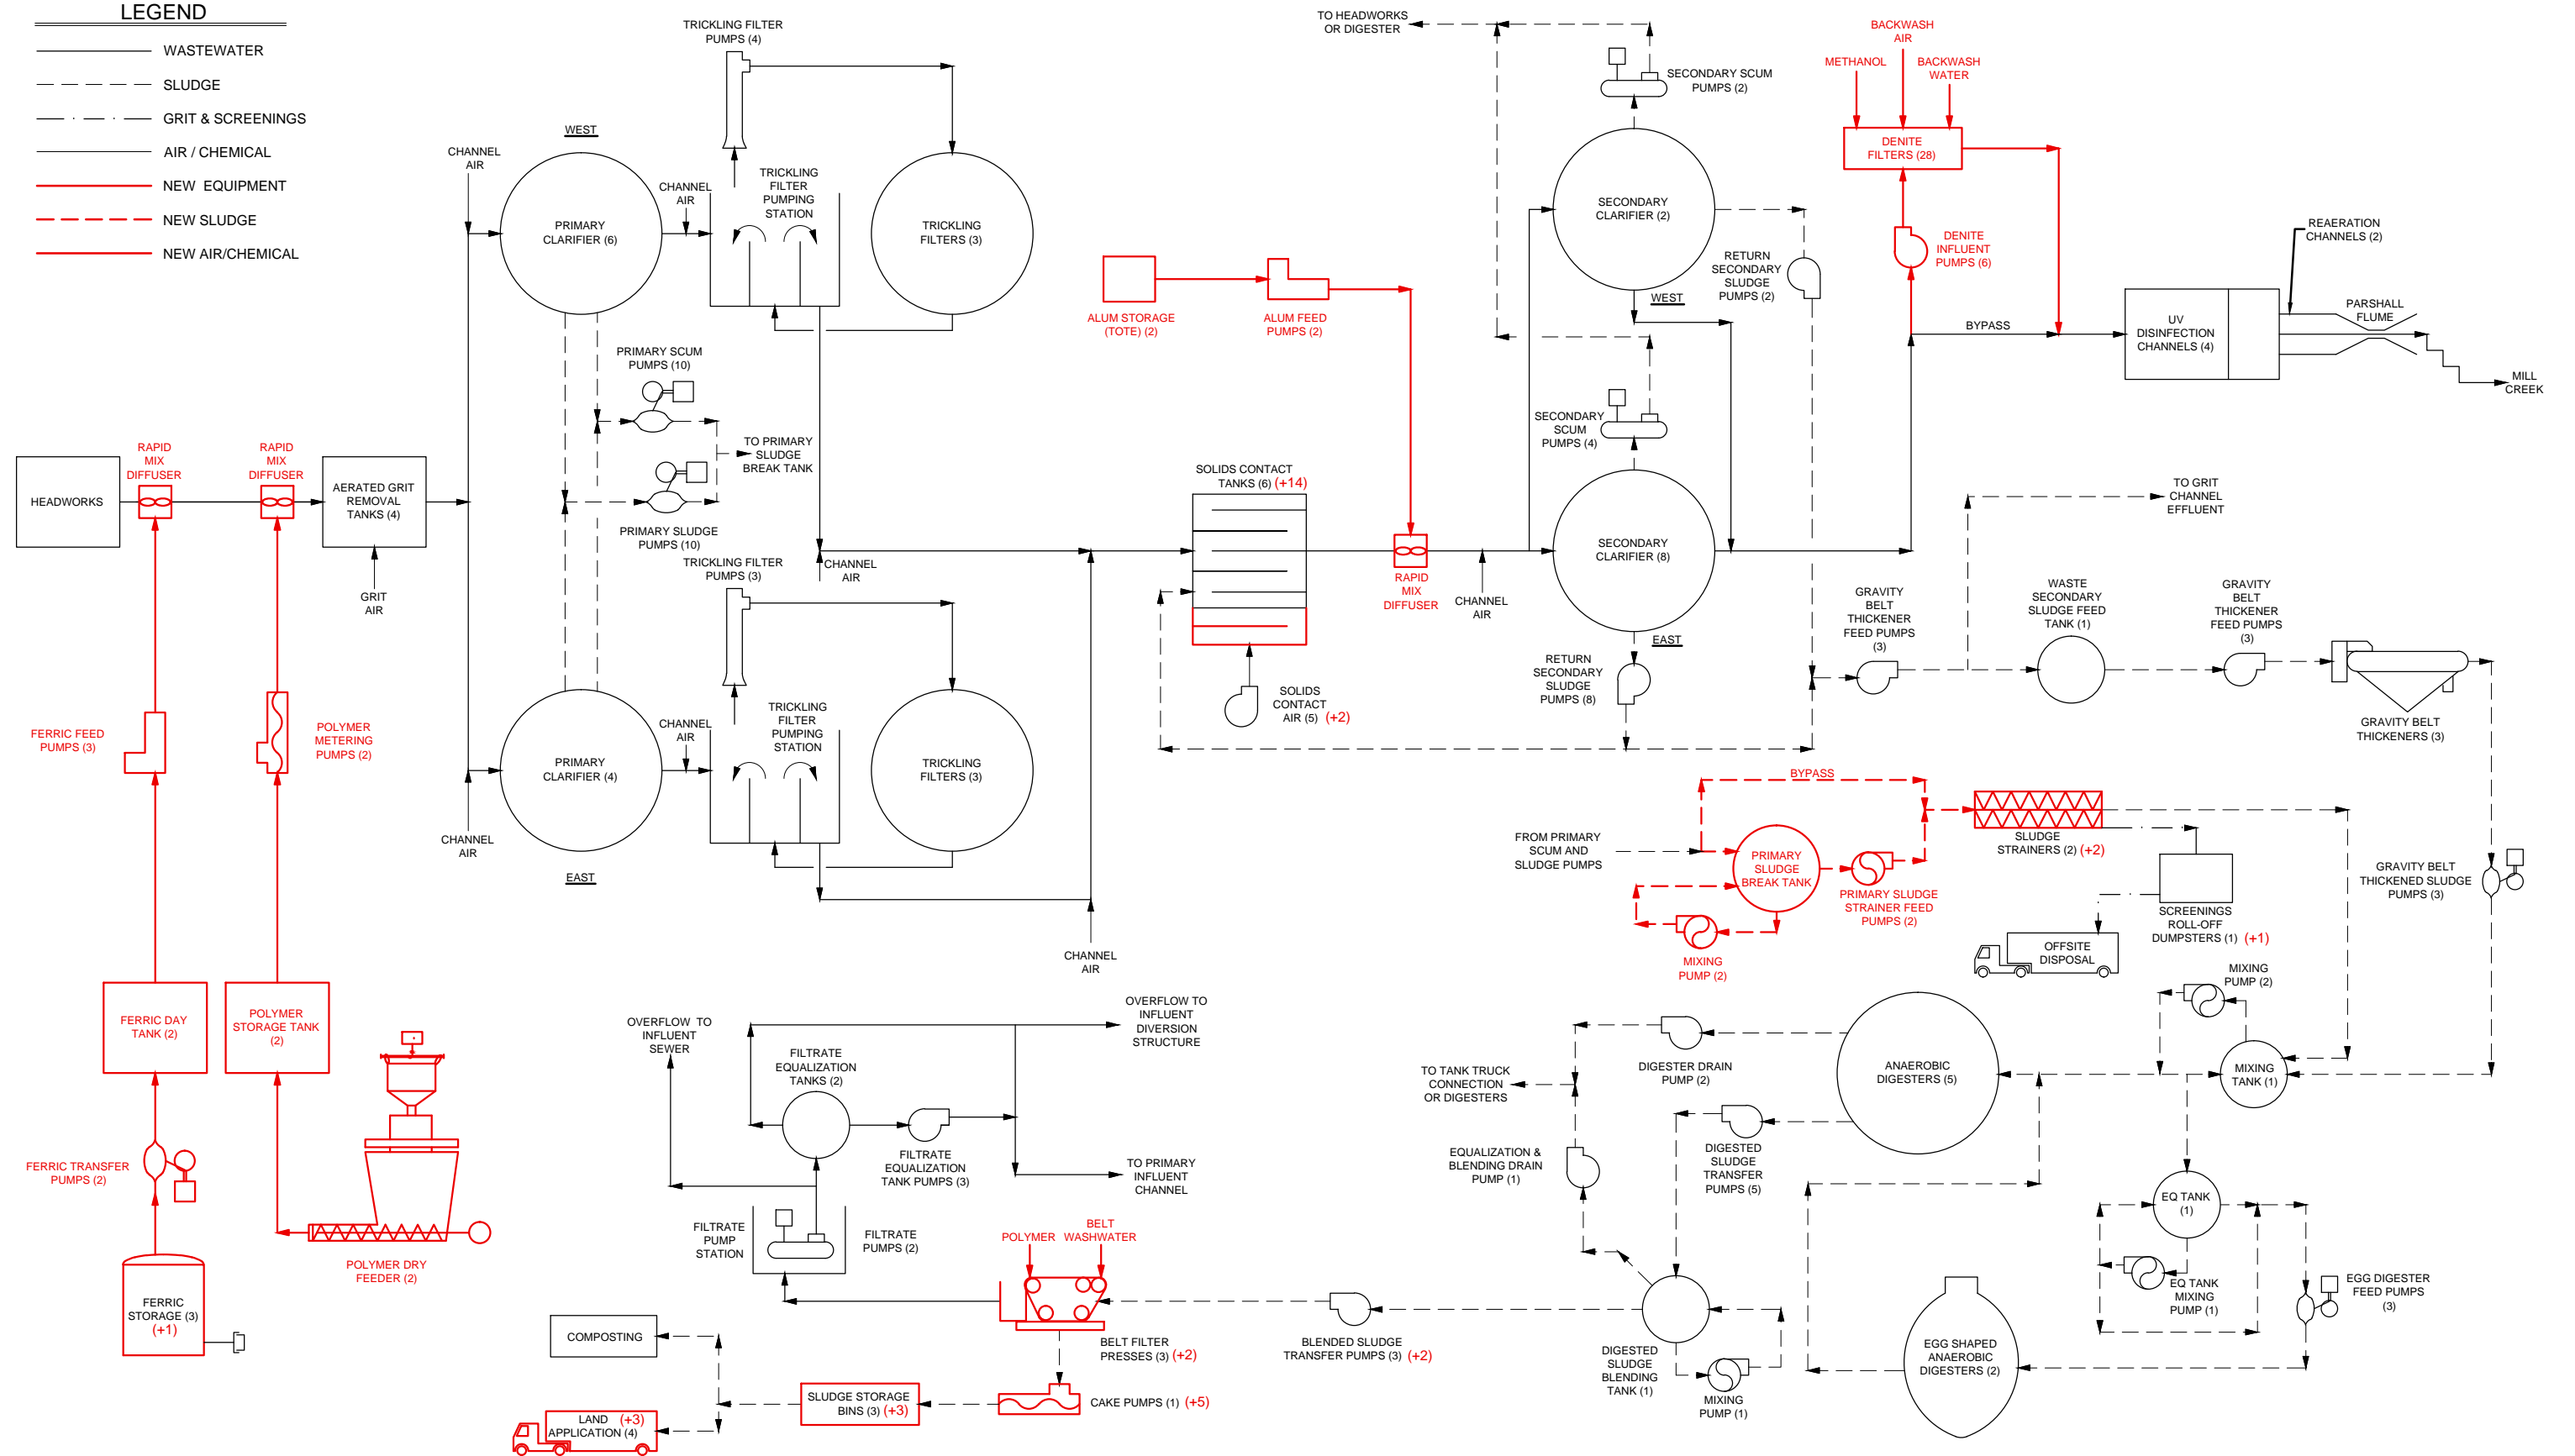 LEGEND
WASTEWATER
SLUDGE
GRIT & SCREENINGS
AIR / CHEMICAL
NEW EQUIPMENT
NEW SLUDGE
NEW AIR/CHEMICAL
HEADWORKS
RAPID
MIX
DIFFUSER
RAPID
MIX
DIFFUSER
AERATED GRIT
REMOVAL
TANKS (4)
GRIT
AIR
FERRIC FEED
PUMPS (3)
POLYMER
METERING
PUMPS (2)
FERRIC DAY
TANK (2)
POLYMER
STORAGE TANK
(2)
FERRIC TRANSFER
PUMPS (2)
FERRIC
STORAGE (3)
(+1)
POLYMER DRY
FEEDER (2)
CHANNEL
AIR
WEST
PRIMARY
CLARIFIER (6)
CHANNEL
AIR
TRICKLING FILTER
PUMPS (4)
TRICKLING
FILTER
PUMPING
STATION
TRICKLING
FILTERS (3)
PRIMARY SCUM
PUMPS (10)
TO PRIMARY
SLUDGE
BREAK TANK
PRIMARY SLUDGE
PUMPS (10)
TRICKLING FILTER
PUMPS (3)
CHANNEL
AIR
CHANNEL
AIR
PRIMARY
CLARIFIER (4)
EAST
CHANNEL
AIR
TRICKLING
FILTER
PUMPING
STATION
TRICKLING
FILTERS (3)
CHANNEL
AIR
ALUM STORAGE
(TOTE) (2)
ALUM FEED
PUMPS (2)
SOLIDS CONTACT
TANKS (6) (+14)
SOLIDS
CONTACT
AIR (5) (+2)
RAPID
MIX
DIFFUSER
CHANNEL
AIR
TO HEADWORKS
OR DIGESTER
SECONDARY SCUM
PUMPS (2)
SECONDARY
CLARIFIER (2)
WEST
RETURN
SECONDARY
SLUDGE
PUMPS (2)
SECONDARY
SCUM
PUMPS (4)
SECONDARY
CLARIFIER (8)
EAST
RETURN
SECONDARY
SLUDGE
PUMPS (8)
BACKWASH
AIR
METHANOL
BACKWASH
WATER
DENITE
FILTERS (28)
DENITE
INFLUENT
PUMPS (6)
BYPASS
UV
DISINFECTION
CHANNELS (4)
REAERATION
CHANNELS (2)
PARSHALL
FLUME
MILL
CREEK
TO GRIT
CHANNEL
EFFLUENT
GRAVITY
BELT
THICKENER
FEED PUMPS
(3)
WASTE
SECONDARY
SLUDGE FEED
TANK (1)
GRAVITY
BELT
THICKENER
FEED PUMPS
(3)
GRAVITY BELT
THICKENERS (3)
BYPASS
FROM PRIMARY
SCUM AND
SLUDGE PUMPS
PRIMARY
SLUDGE
BREAK TANK
PRIMARY SLUDGE
STRAINER FEED
PUMPS (2)
MIXING
PUMP (2)
SLUDGE
STRAINERS (2) (+2)
SCREENINGS
ROLL-OFF
DUMPSTERS (1) (+1)
OFFSITE
DISPOSAL
GRAVITY BELT
THICKENED SLUDGE
PUMPS (3)
MIXING
PUMP (2)
MIXING
TANK (1)
ANAEROBIC
DIGESTERS (5)
DIGESTER DRAIN
PUMP (2)
TO TANK TRUCK
CONNECTION
OR DIGESTERS
DIGESTED
SLUDGE
TRANSFER
PUMPS (5)
EQUALIZATION &
BLENDING DRAIN
PUMP (1)
EQ TANK
(1)
EQ TANK
MIXING
PUMP (1)
EGG DIGESTER
FEED PUMPS
(3)
EGG SHAPED
ANAEROBIC
DIGESTERS (2)
DIGESTED
SLUDGE
BLENDING
TANK (1)
MIXING
PUMP (1)
BLENDED SLUDGE
TRANSFER PUMPS (3) (+2)
OVERFLOW TO
INFLUENT
SEWER
OVERFLOW TO
INFLUENT
DIVERSION
STRUCTURE
FILTRATE
EQUALIZATION
TANKS (2)
FILTRATE
EQUALIZATION
TANK PUMPS (3)
TO PRIMARY
INFLUENT
CHANNEL
FILTRATE
PUMP
STATION
FILTRATE
PUMPS (2)
POLYMER
BELT
WASHWATER
BELT FILTER
PRESSES (3) (+2)
CAKE PUMPS (1) (+5)
SLUDGE STORAGE
BINS (3) (+3)
COMPOSTING
LAND (+3)
APPLICATION (4)